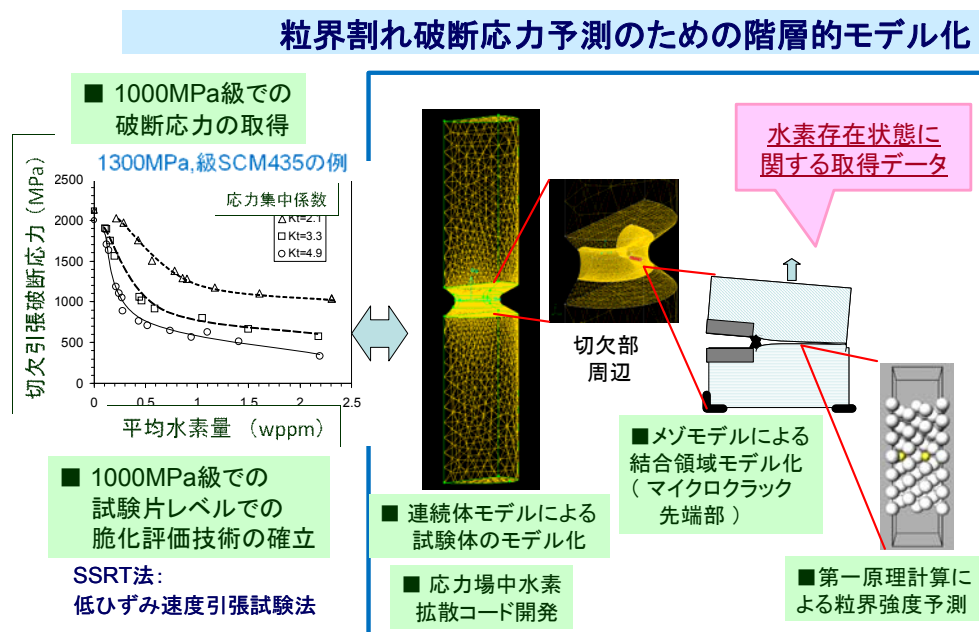 粒界割れ破断応力予測のための階層的モデル化
■ 1000MPa級での
破断応力の取得
1300MPa,級SCM435の例
切欠引張破断応力 (MPa)
2500
2000
1500
1000
500
0
応力集中係数
Kt=2.1
Kt=3.3
Kt=4.9
0
0.5
1
1.5
2
2.5
平均水素量 (wppm)
■ 1000MPa級での
試験片レベルでの
脆化評価技術の確立
SSRT法:
低ひずみ速度引張試験法
切欠部
周辺
水素存在状態に
関する取得データ
■ 連続体モデルによる
試験体のモデル化
■ 応力場中水素
拡散コード開発
■メゾモデルによる
結合領域モデル化
( マイクロクラック
先端部 )
■第一原理計算に
よる粒界強度予測